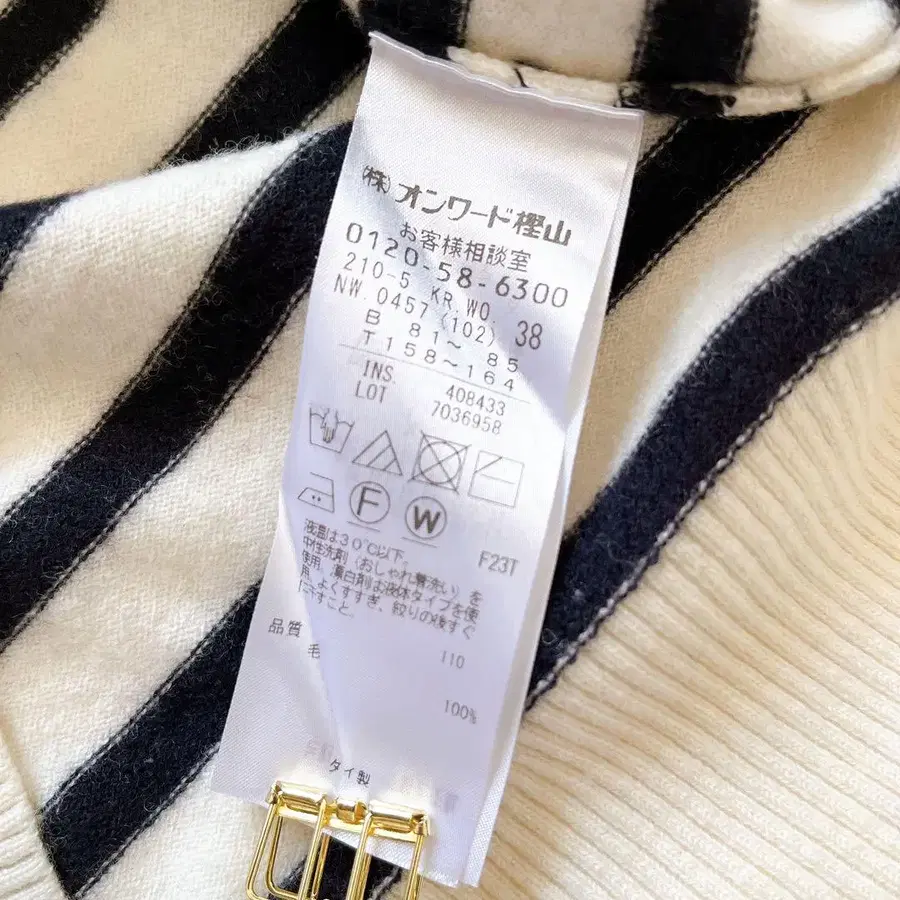 (株)オンワード樫山
お客様相談室
0120-58-6300
210-5 KR.WO
NW. 0457 (102) 38
B 81～ 85
T 158～164
INS. 408433
LOT 7036958
F W
F23T
液温は30℃以下。
中性洗剤（おしゃれ着洗い）を
使用、漂白剤は液体タイプを使
用、よくすすぎ、絞りの後すぐ
に干すこと。
品質 110
毛 100%
タイ製